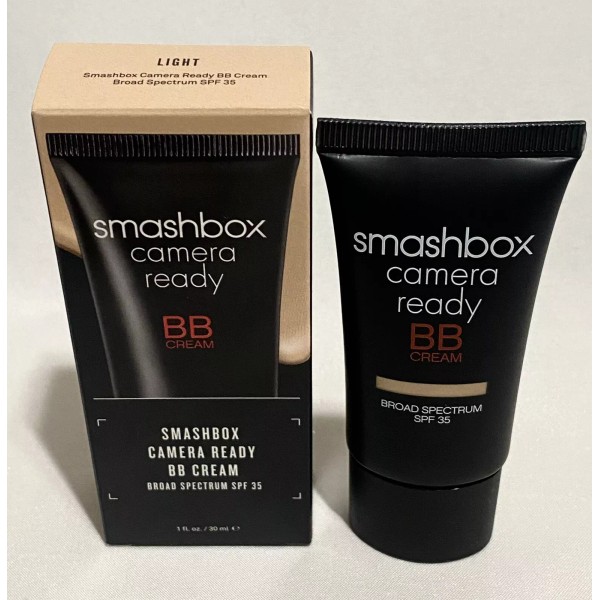 LIGHT
Smashbox Camera Ready BB Cream
Broad Spectrum SPF 35
smashbox
camera
ready
BB
CREAM
SMASHBOX
CAMERA READY
BB CREAM
BROAD SPECTRUM SPF 35
1 fl. oz. / 30 ml ℮
smashbox
camera
ready
BB
CREAM
BROAD SPECTRUM
SPF 35